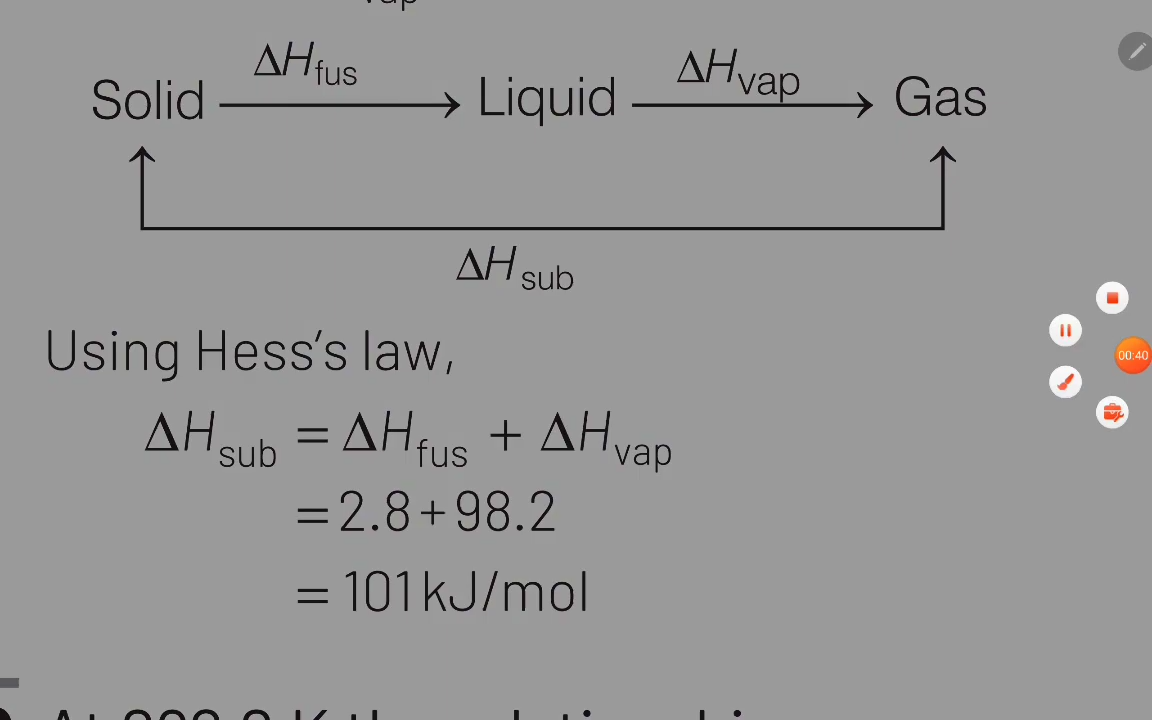 ΔHfus ΔHvap
Solid → Liquid → Gas
ΔHsub
Using Hess's law,
ΔHsub = ΔHfus + ΔHvap
= 2.8 + 98.2
= 101 kJ/mol
00:40